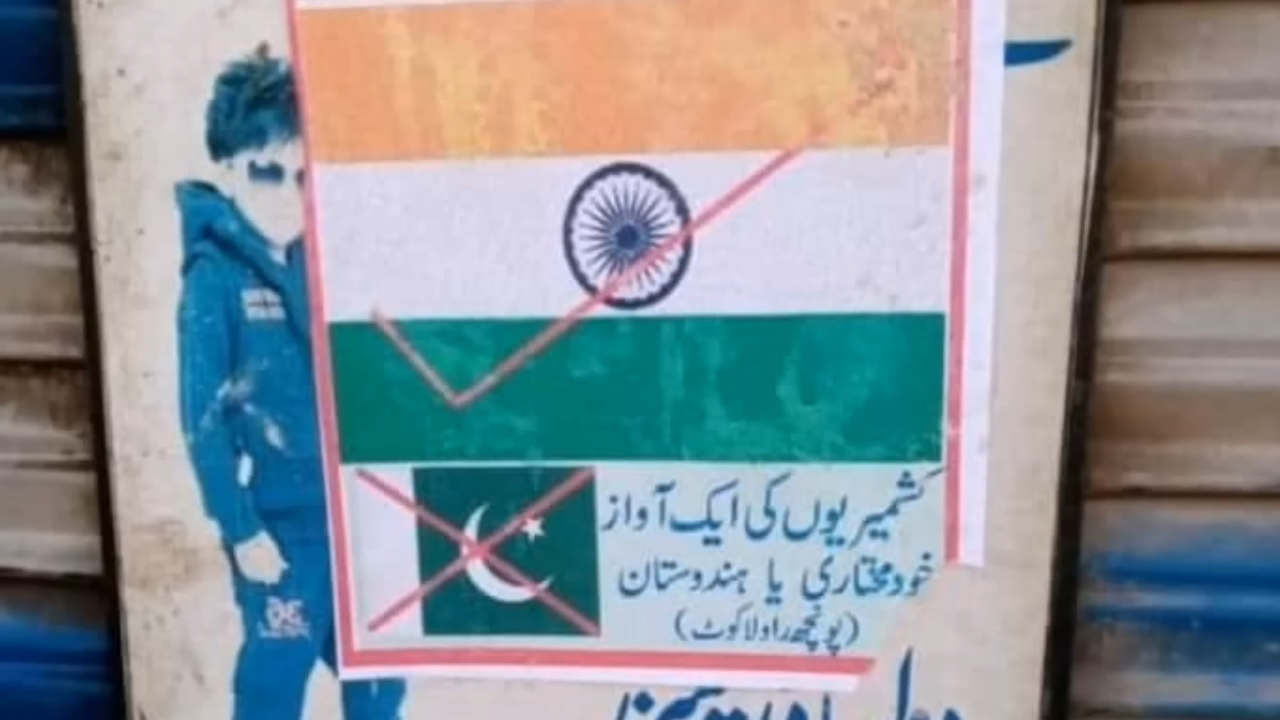 کشمیریوں کی ایک آواز
خودمختاری یا ہندوستان
(پونچھ راولاکوٹ)